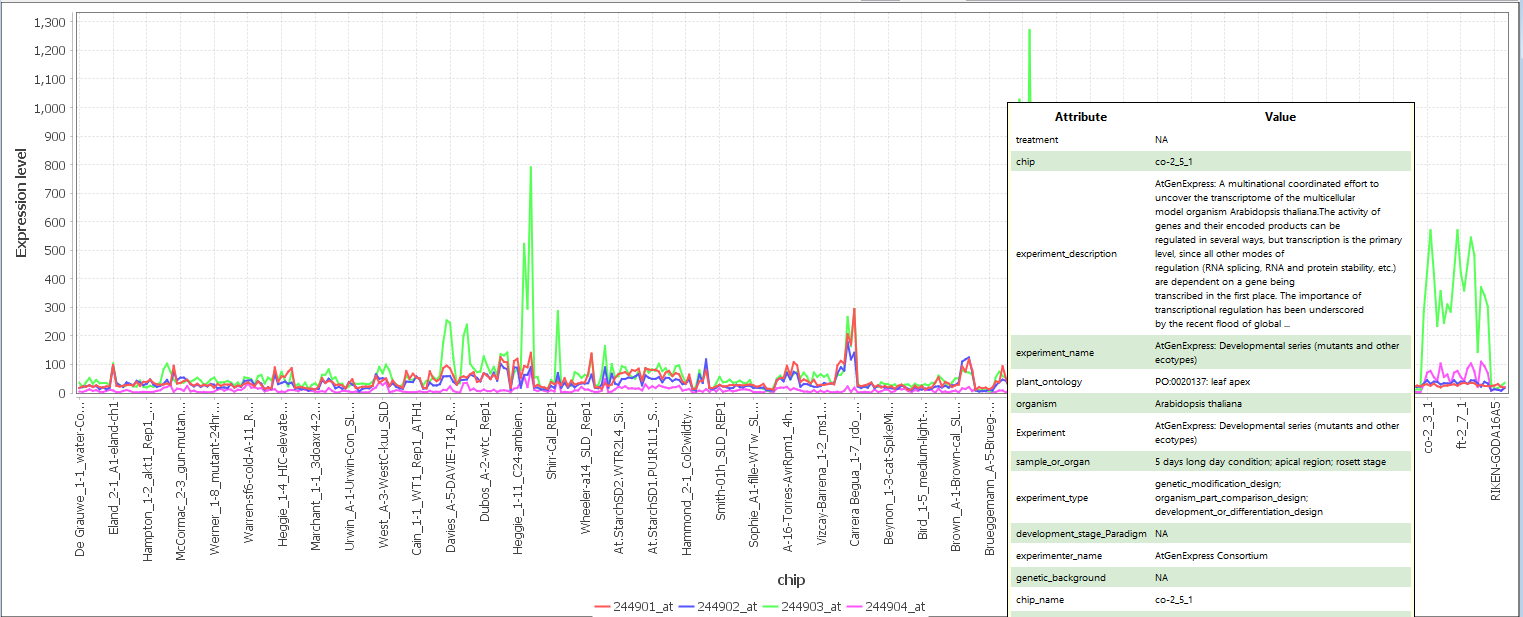 1,300
1,200
1,100
1,000
900
800
700
600
500
400
300
200
100
0
Expression level
De Grauwe_1-1_water-Co...
Eland_2-1_A1-eland-ch1
Hampton_1-2_akt1_Rep1_...
McCormac_2-3_gun-mutan...
Werner_1-8_mutant-24hr...
Warren-sf6-cold-A-11_R...
Heggie_1-4_HIC-elevate...
Marchant_1-1_3doaxr4-2...
Urwin_A-1-Urwin-Con_SL...
West_A-3-Westc-kuu_SLD
Cain_1-1_WT1_Rep1_ATH1
Davies_A-5-DAVIE-T14_R...
Dubos_A-2-wtc_Rep1
Heggie_1-11_C24-ambien...
Shirr-Cal_REP1
Wheeler-a14_SLD_Rep1
At.StarchSD2.WTR2L4_Sl...
At.StarchSD1.PU1R1L1_S...
Hammond_2-1_Col2wildty...
Smith-01h_SLD_REP1
Sophie_A1-fille-WTw_SL...
A-16-Torres-AvrRpm1_4h...
Vizcay-Barrena_1-2_ms1...
Carrera Begua_1-7_rdo_...
Beynon_1-3-cat-SpikeMi...
Bird_1-5_medium-light-...
Brown_A-1-Brown-cal_SL...
Brueggemann_A-5-Brueg-...
co-2_3_1
ft-2_7_1
RIKEN-GODA16A5
chip
244901_at 244902_at 244903_at 244904_at
Attribute Value
treatment NA
chip co-2_5_1
experiment_description AtGenExpress: A multinational coordinated effort to
uncover the transcriptome of the multicellular
model organism Arabidopsis thaliana.The activity of
genes and their encoded products can be
regulated in several ways, but transcription is the primary
level, since all other modes of
regulation (RNA splicing, RNA and protein stability, etc.)
are dependent on a gene being
transcribed in the first place. The importance of
transcriptional regulation has been underscored
by the recent flood of global ...
experiment_name AtGenExpress: Developmental series (mutants and other
ecotypes)
plant_ontology PO:0020137: leaf apex
organism Arabidopsis thaliana
Experiment AtGenExpress: Developmental series (mutants and other
ecotypes)
sample_or_organ 5 days long day condition; apical region; rosett stage
experiment_type genetic_modification_design;
organism_part_comparison_design;
development_or_differentiation_design
development_stage_Paradigm NA
experimenter_name AtGenExpress Consortium
genetic_background NA
chip_name co-2_5_1